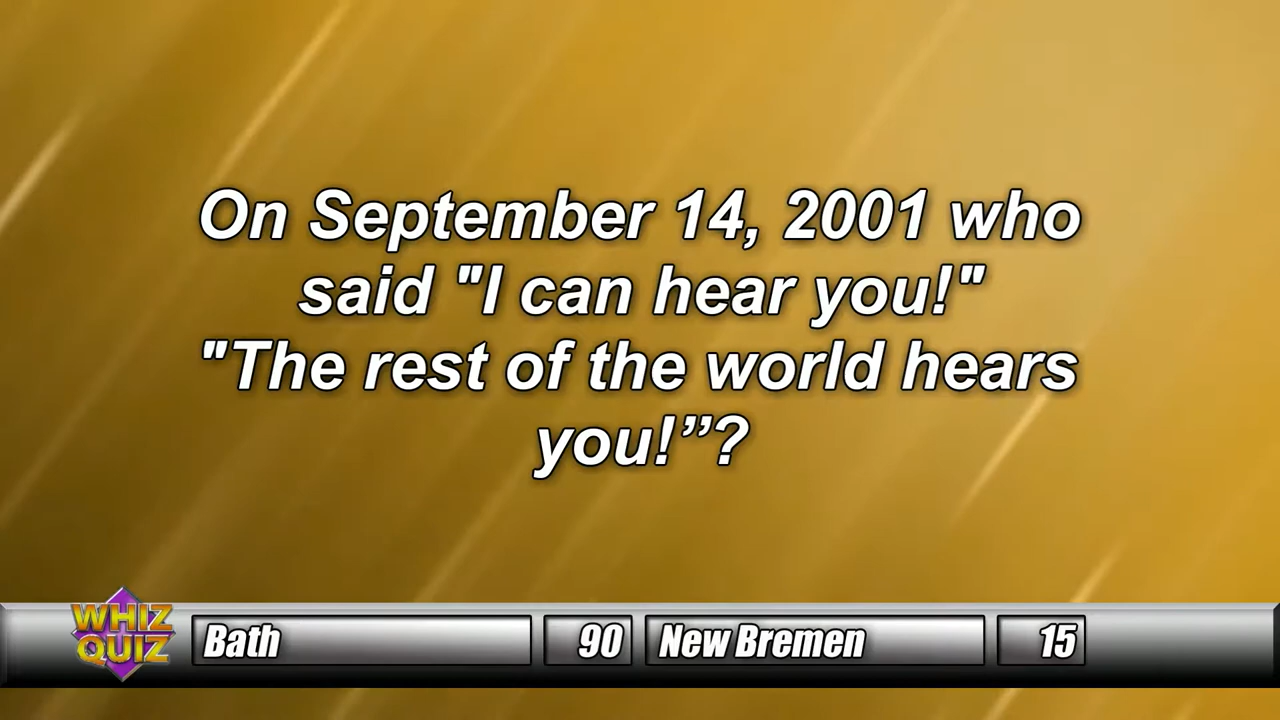 On September 14, 2001 who
said "I can hear you!"
"The rest of the world hears
you!”?
WHIZ
QUIZ
Bath 90 New Bremen 15